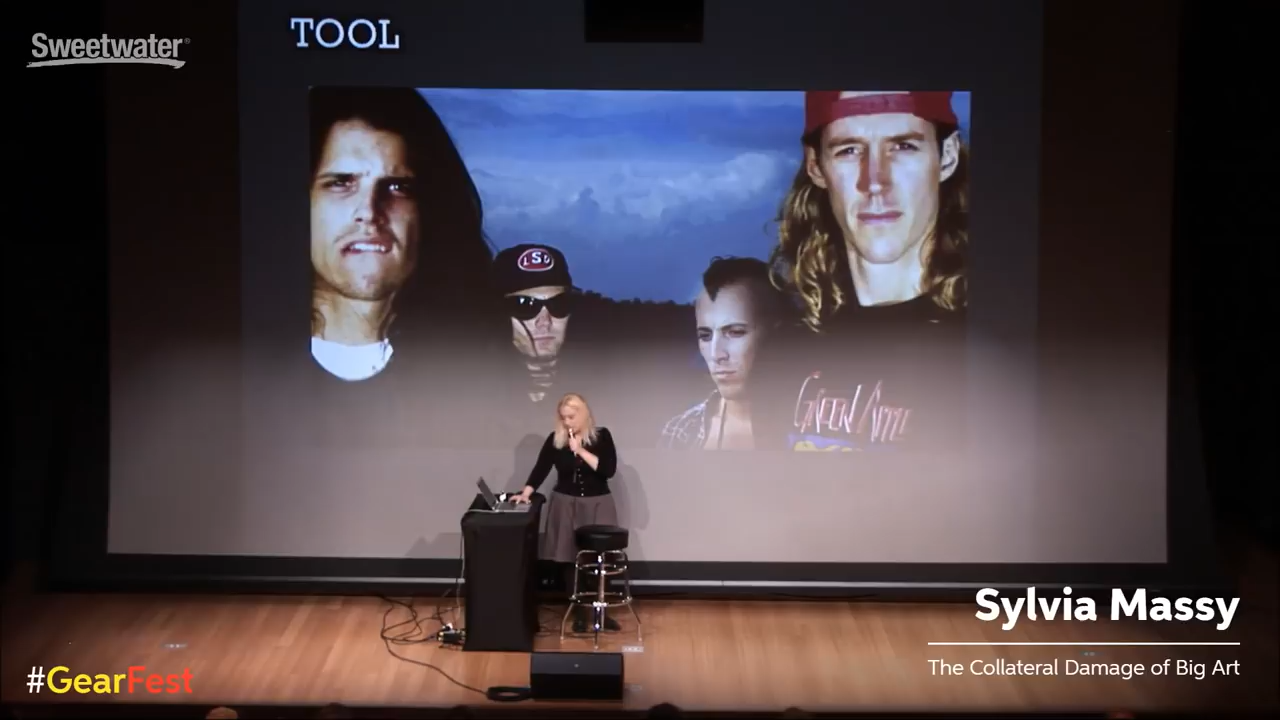 TOOL
Sweetwater
LSD
GREEN APPLE
Sylvia Massy
The Collateral Damage of Big Art
#GearFest